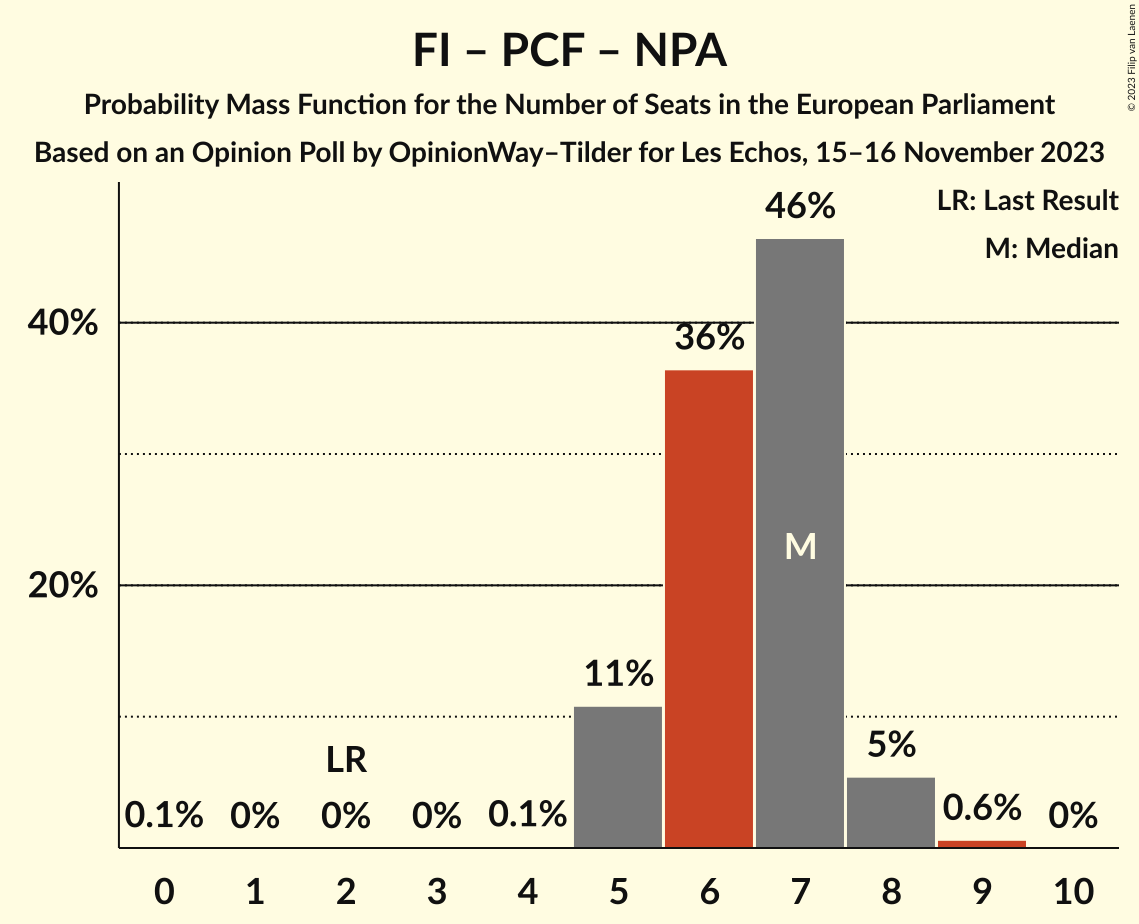 FI – PCF – NPA
Probability Mass Function for the Number of Seats in the European Parliament
Based on an Opinion Poll by OpinionWay–Tilder for Les Echos, 15–16 November 2023
© 2023 Filip van Laenen
LR: Last Result
M: Median
46%
40%
36%
M
20%
11%
5%
LR
0.1% 0% 0% 0% 0.1% 0.6% 0%
0 1 2 3 4 5 6 7 8 9 10